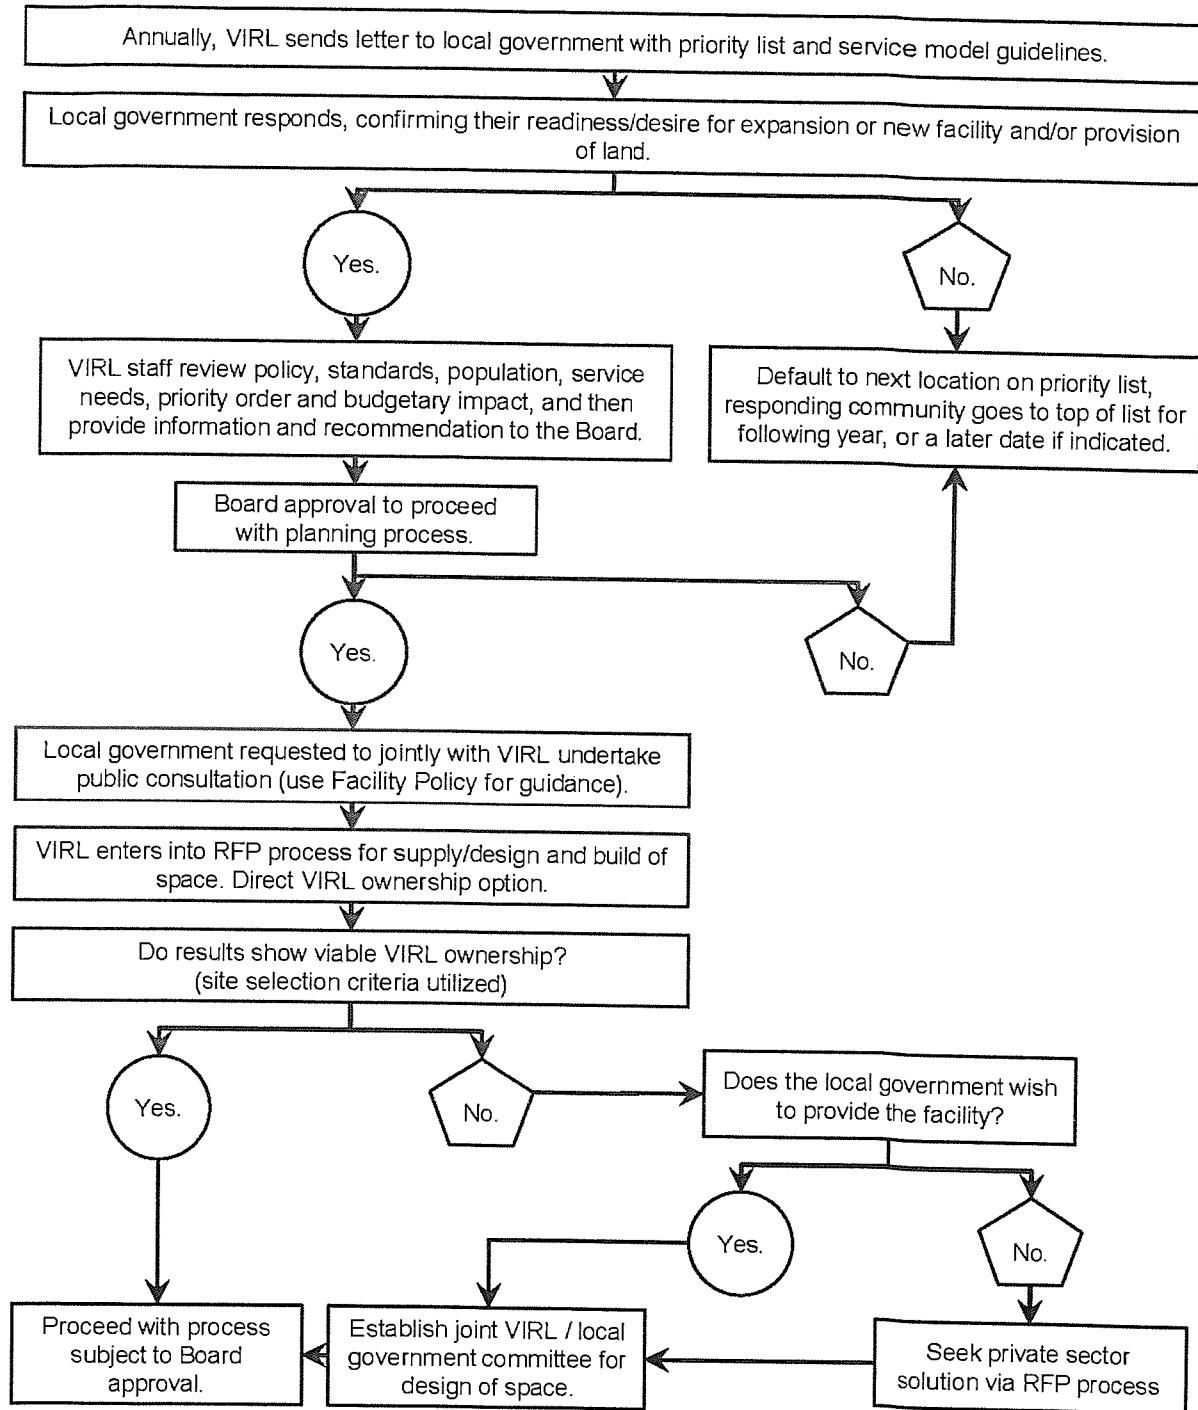 Annually, VIRL sends letter to local government with priority list and service model guidelines.
Local government responds, confirming their readiness/desire for expansion or new facility and/or provision
of land.
Yes.
No.
VIRL staff review policy, standards, population, service
needs, priority order and budgetary impact, and then
provide information and recommendation to the Board.
Default to next location on priority list,
responding community goes to top of list for
following year, or a later date if indicated.
Board approval to proceed
with planning process.
Yes.
No.
Local government requested to jointly with VIRL undertake
public consultation (use Facility Policy for guidance).
VIRL enters into RFP process for supply/design and build of
space. Direct VIRL ownership option.
Do results show viable VIRL ownership?
(site selection criteria utilized)
Yes.
No.
Does the local government wish
to provide the facility?
Yes.
No.
Proceed with process
subject to Board
approval.
Establish joint VIRL / local
government committee for
design of space.
Seek private sector
solution via RFP process